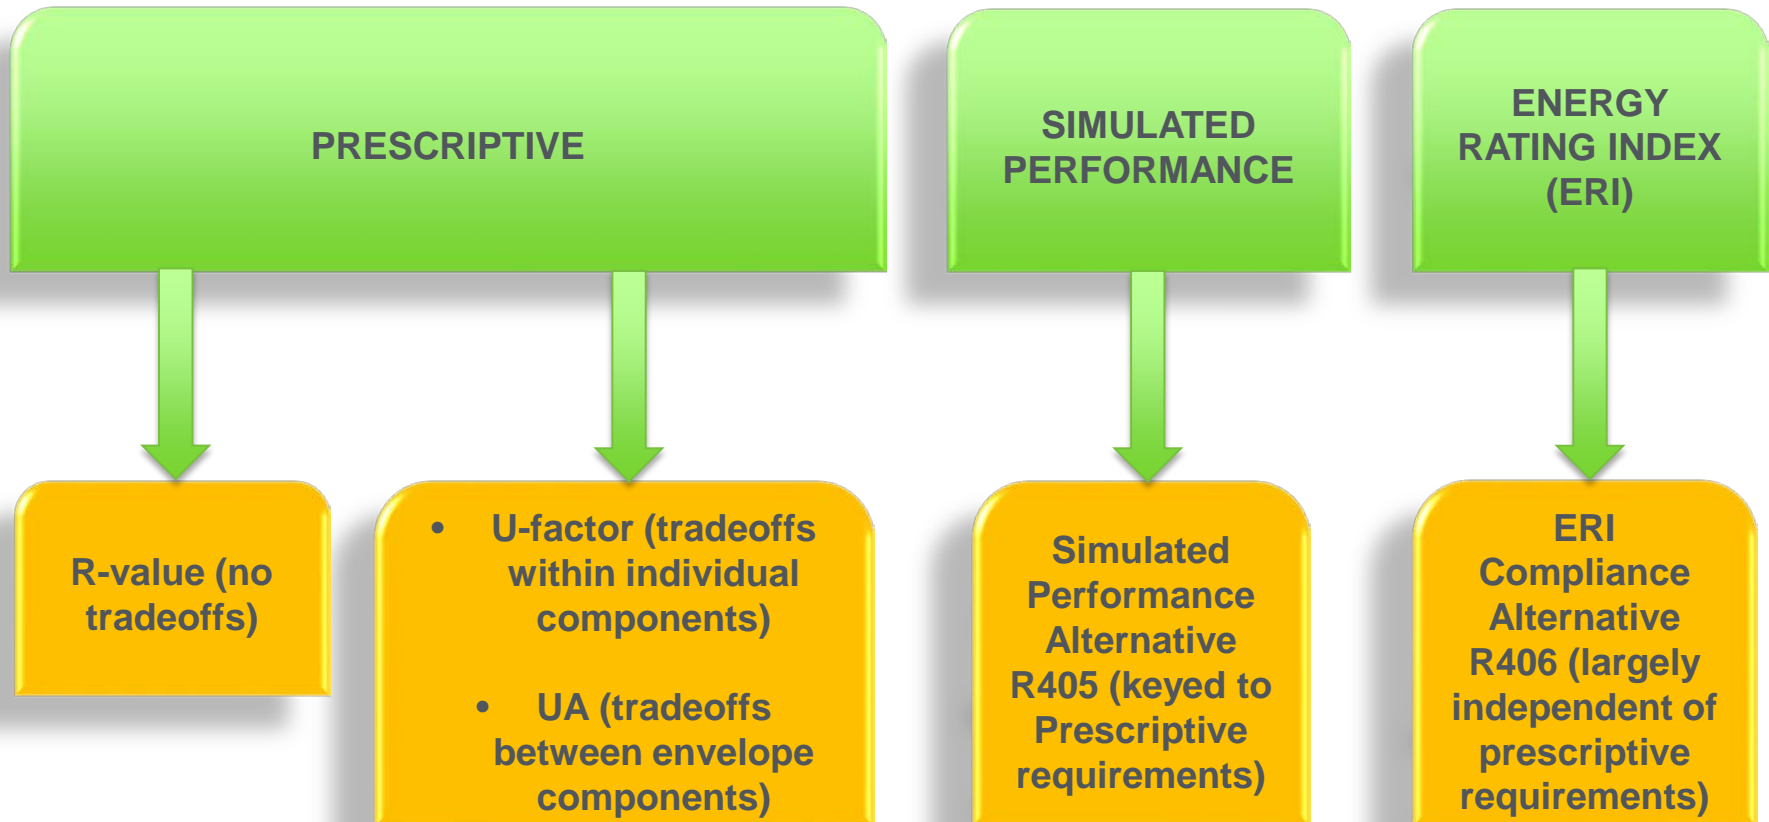 PRESCRIPTIVE
SIMULATED
PERFORMANCE
ENERGY
RATING INDEX
(ERI)
R-value (no
tradeoffs)
• U-factor (tradeoffs
within individual
components)
• UA (tradeoffs
between envelope
components)
Simulated
Performance
Alternative
R405 (keyed to
Prescriptive
requirements)
ERI
Compliance
Alternative
R406 (largely
independent of
prescriptive
requirements)